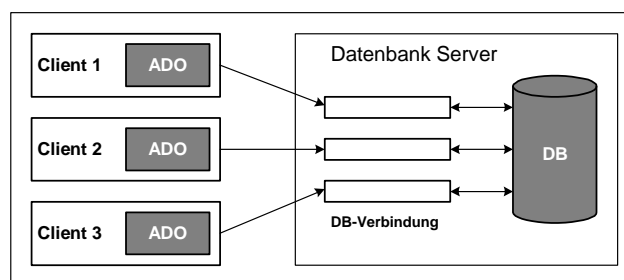 Client 1
ADO
Client 2
ADO
Client 3
ADO
Datenbank Server
DB
DB-Verbindung